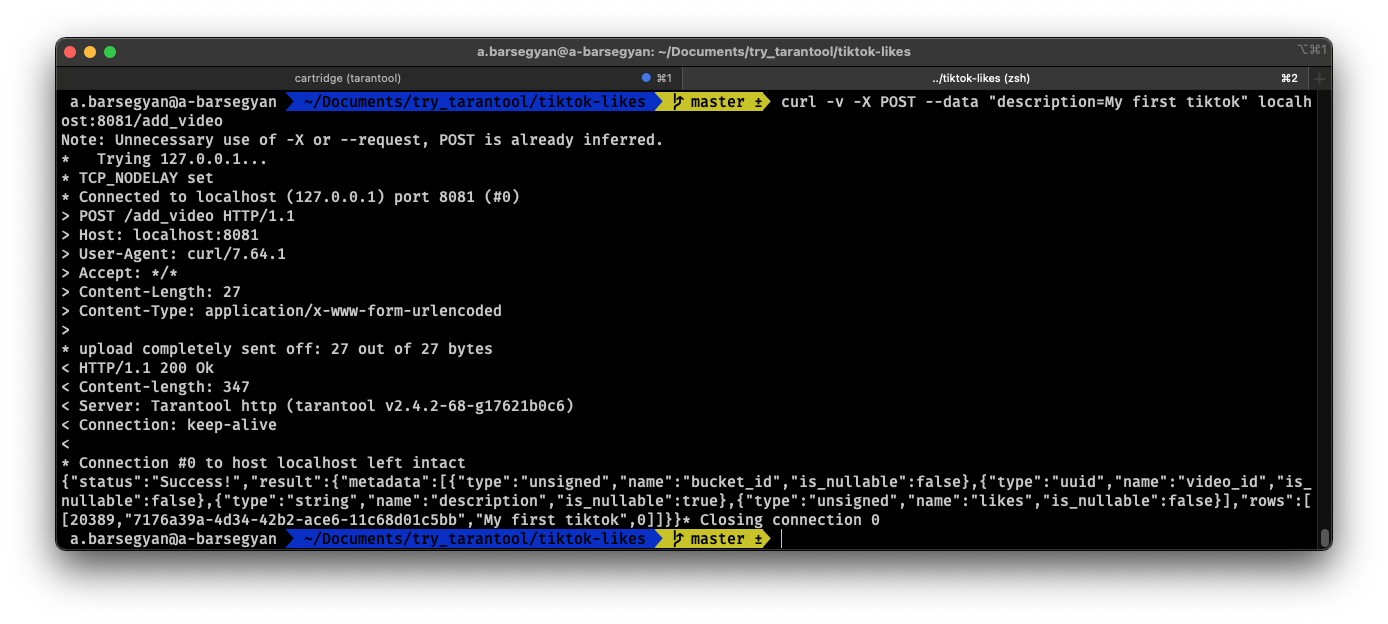 a.barsegyan@a-barsegyan: ~/Documents/try_tarantool/tiktok-likes ⌥⌘1
cartridge (tarantool) ⌘1 ../tiktok-likes (zsh) ⌘2 +
a.barsegyan@a-barsegyan ~/Documents/try_tarantool/tiktok-likes master ± curl -v -X POST --data "description=My first tiktok" localh
ost:8081/add_video
Note: Unnecessary use of -X or --request, POST is already inferred.
*   Trying 127.0.0.1...
* TCP_NODELAY set
* Connected to localhost (127.0.0.1) port 8081 (#0)
> POST /add_video HTTP/1.1
> Host: localhost:8081
> User-Agent: curl/7.64.1
> Accept: */*
> Content-Length: 27
> Content-Type: application/x-www-form-urlencoded
>
* upload completely sent off: 27 out of 27 bytes
< HTTP/1.1 200 Ok
< Content-length: 347
< Server: Tarantool http (tarantool v2.4.2-68-g17621b0c6)
< Connection: keep-alive
<
* Connection #0 to host localhost left intact
{"status":"Success!","result":{"metadata":[{"type":"unsigned","name":"bucket_id","is_nullable":false},{"type":"uuid","name":"video_id","is_
nullable":false},{"type":"string","name":"description","is_nullable":true},{"type":"unsigned","name":"likes","is_nullable":false}],"rows":[
[20389,"7176a39a-4d34-42b2-ace6-11c68d01c5bb","My first tiktok",0]]}}* Closing connection 0
a.barsegyan@a-barsegyan ~/Documents/try_tarantool/tiktok-likes master ±